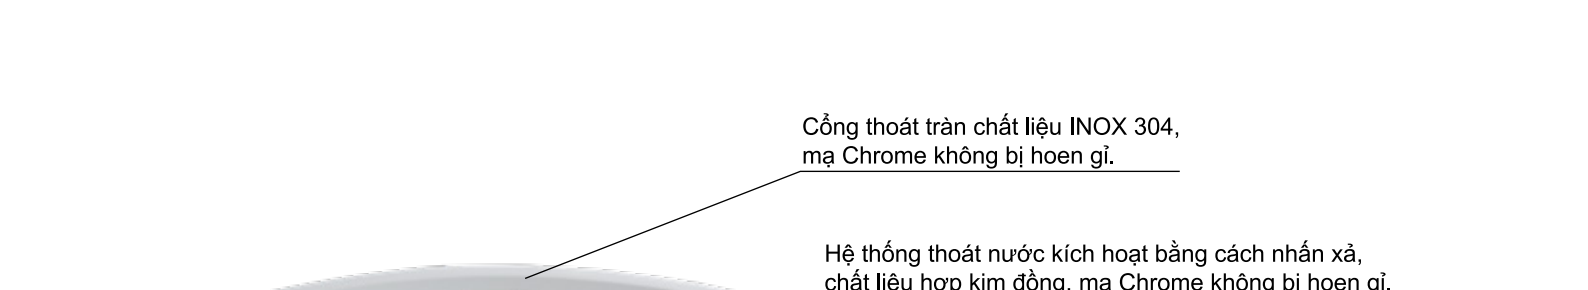 Cổng thoát tràn chất liệu INOX 304,
mạ Chrome không bị hoen gỉ.
Hệ thống thoát nước kích hoạt bằng cách nhấn xả,
chất liệu hợp kim đồng, mạ Chrome không bị hoen gỉ.